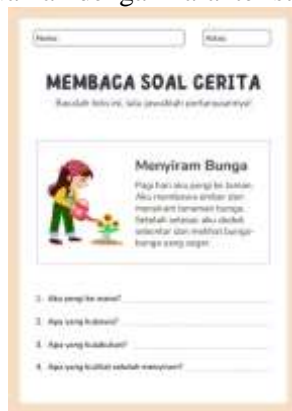 Nama:
Kelas:
MEMBACA SOAL CERITA
Bacalah teks ini, lalu jawablah pertanyaannya!
Menyiram Bunga
Pagi hari aku pergi ke taman.
Aku membawa ember dan
menyiram tanaman bunga.
Setelah selesai aku duduk
sebentar dan melihat bunga-
bunga yang segar.
1. Aku pergi ke mana?
2. Apa yang kubawa?
3. Apa yang kulakukan?
4. Apa yang kulihat setelah menyiram?